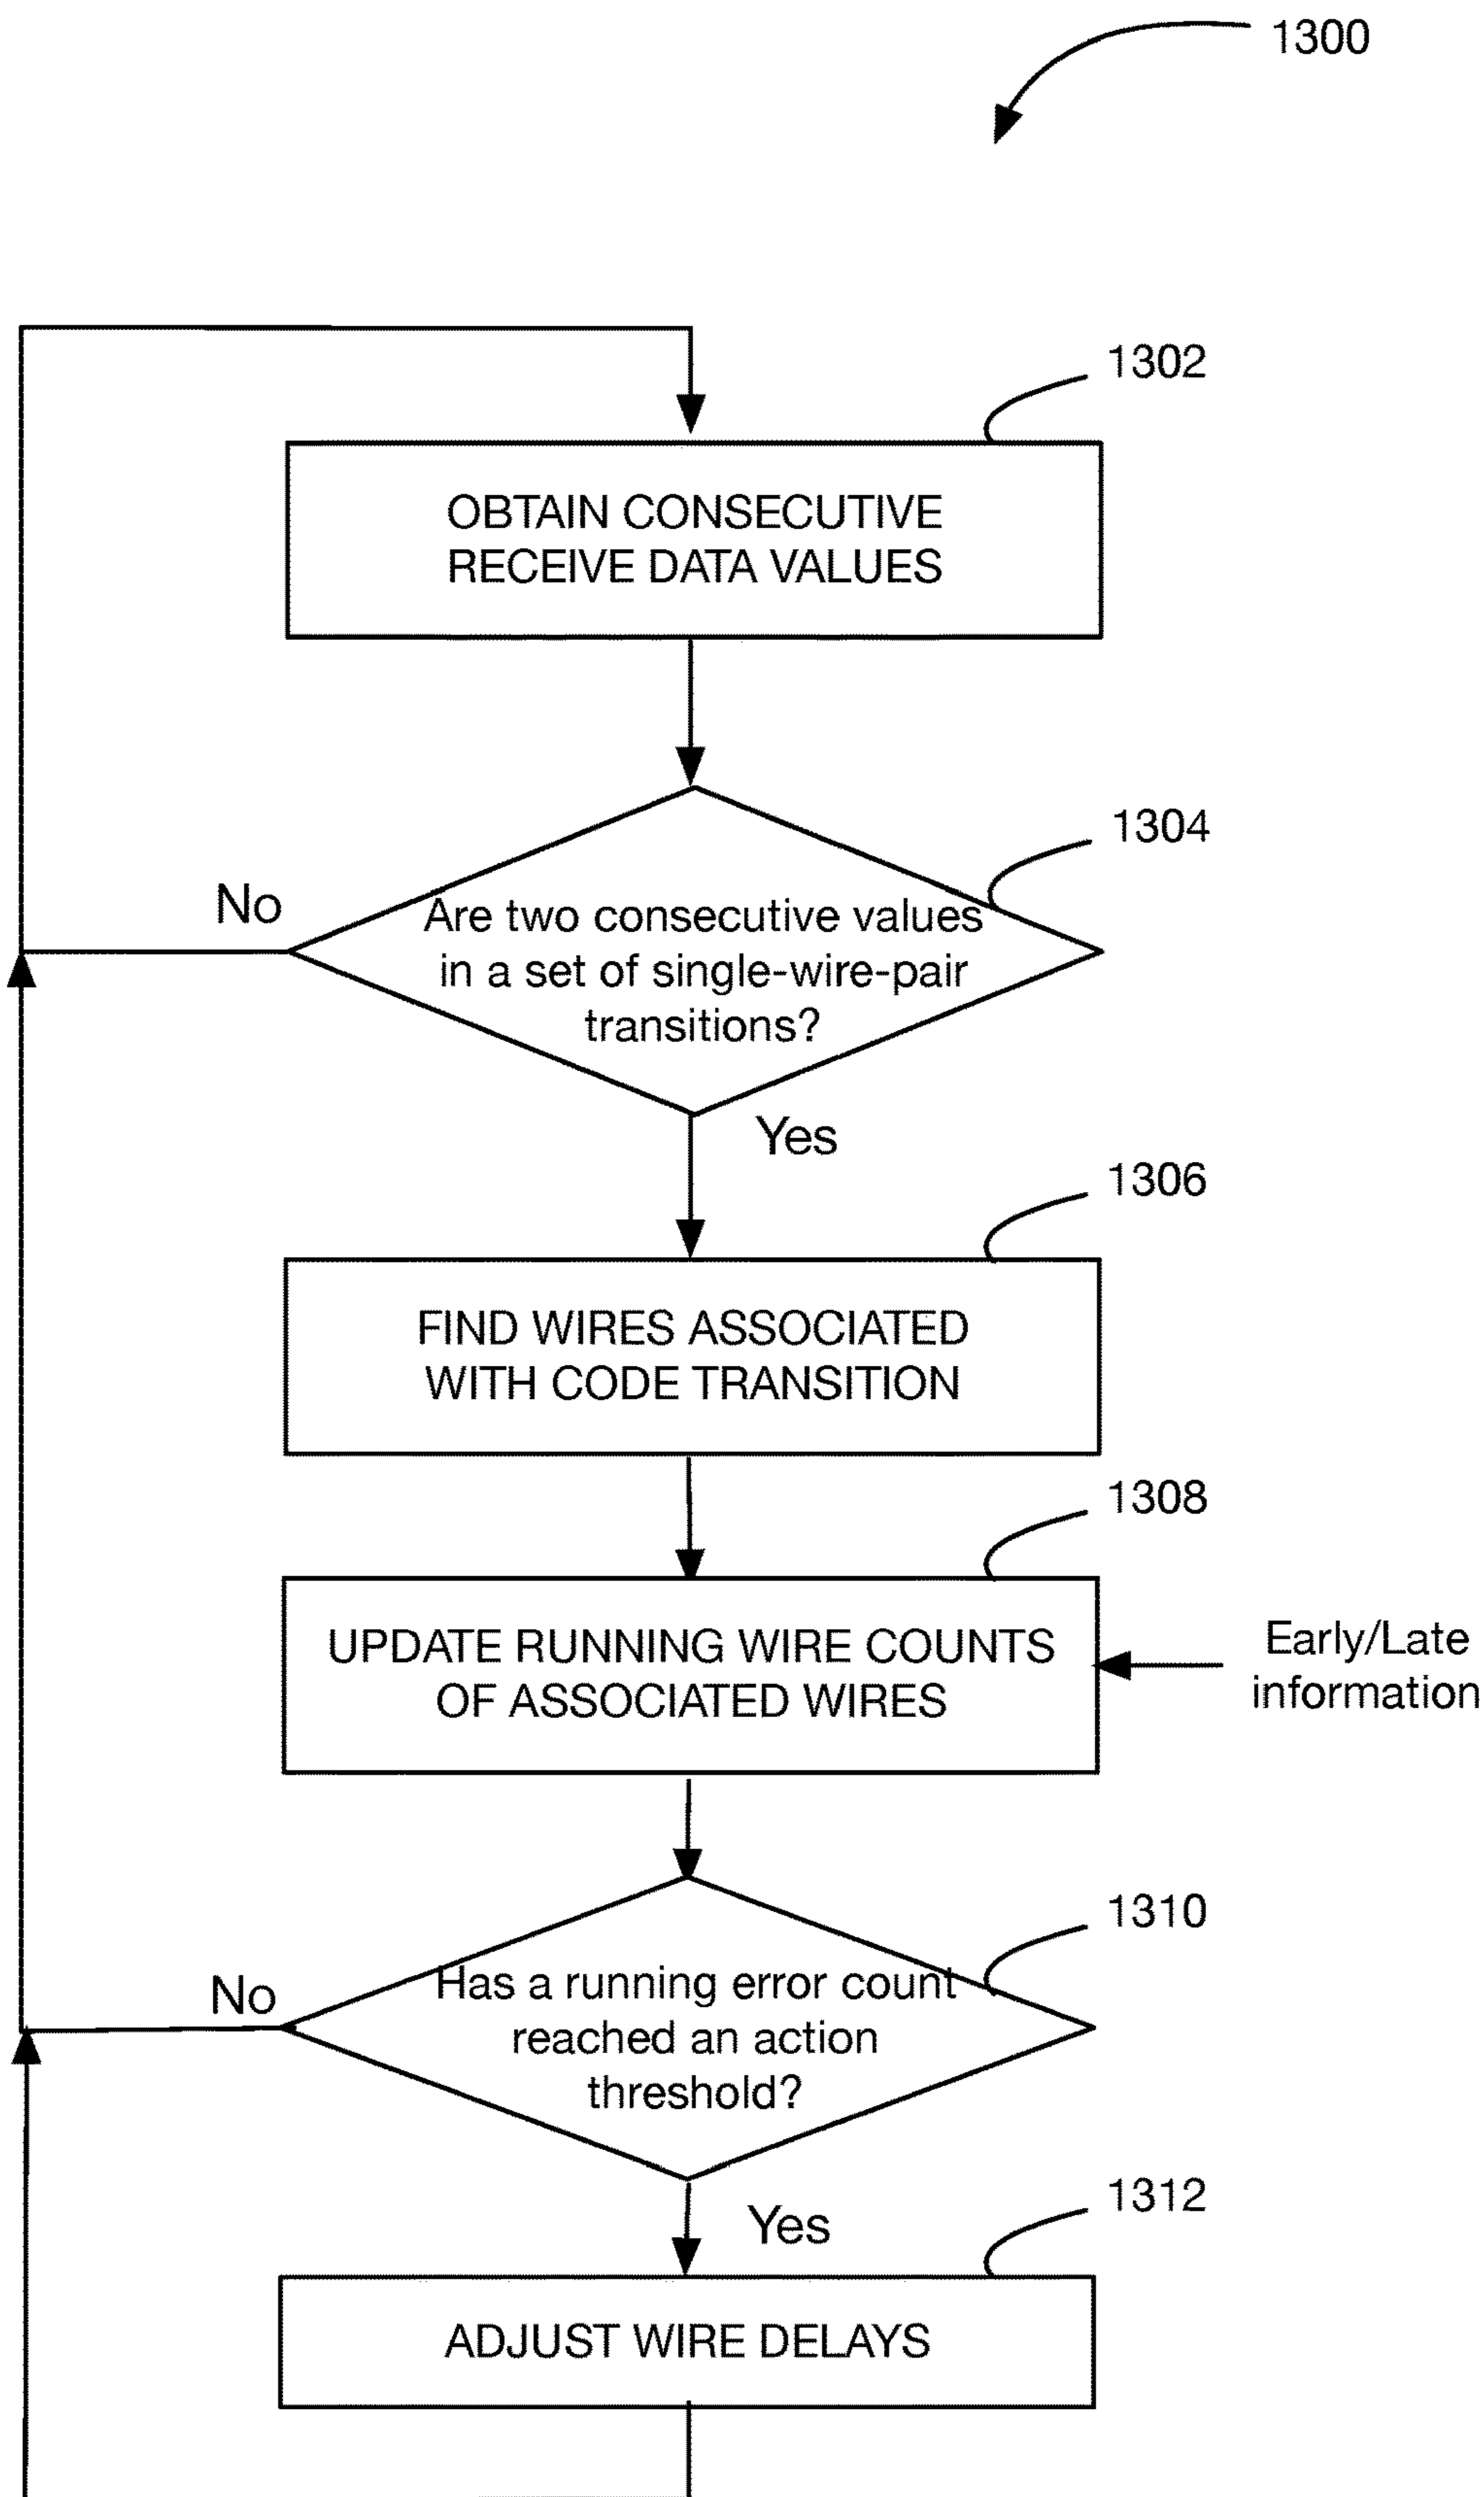 1300
1302
OBTAIN CONSECUTIVE
RECEIVE DATA VALUES
1304
No
Are two consecutive values
in a set of single-wire-pair
transitions?
Yes
1306
FIND WIRES ASSOCIATED
WITH CODE TRANSITION
1308
UPDATE RUNNING WIRE COUNTS
OF ASSOCIATED WIRES
Early/Late
information
1310
No
Has a running error count
reached an action
threshold?
Yes
1312
ADJUST WIRE DELAYS